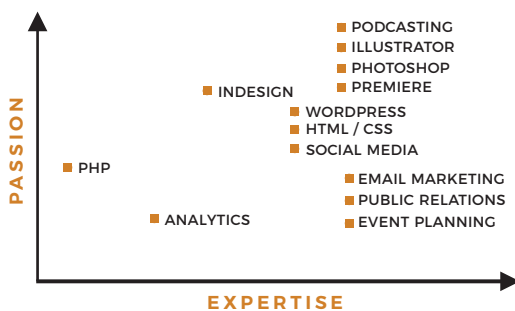 PODCASTING
ILLUSTRATOR
PHOTOSHOP
PREMIERE
INDESIGN
WORDPRESS
HTML / CSS
SOCIAL MEDIA
PHP
EMAIL MARKETING
PUBLIC RELATIONS
ANALYTICS
EVENT PLANNING
PASSION
EXPERTISE